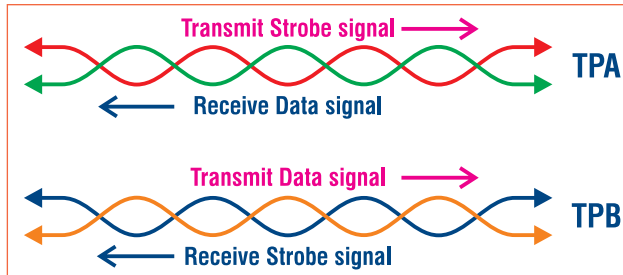 Transmit Strobe signal
TPA
Receive Data signal
Transmit Data signal
TPB
Receive Strobe signal